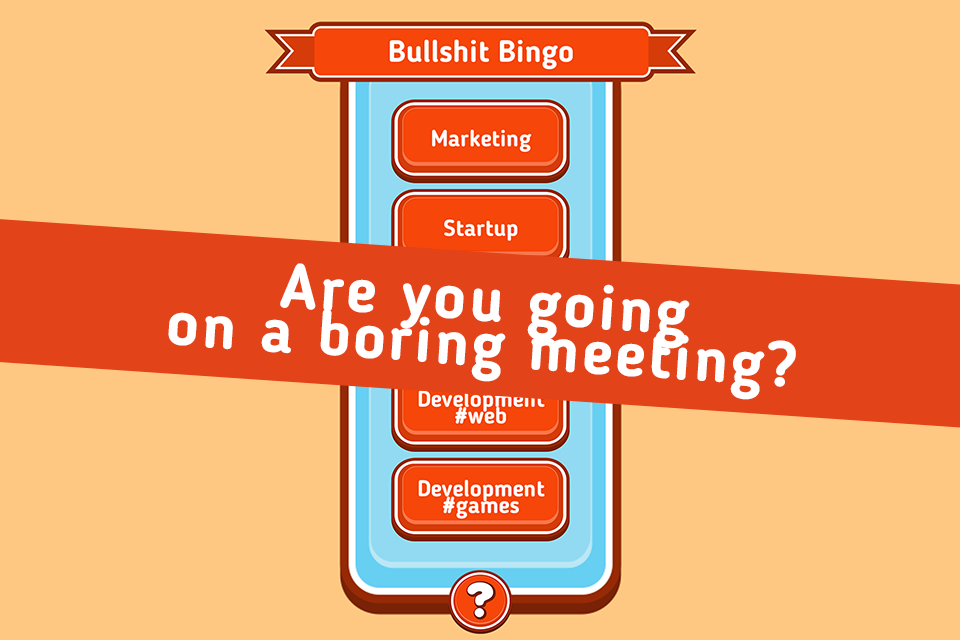 Bullshit Bingo
Marketing
Startup
Are you going
on a boring meeting?
Development
#web
Development
#games
?